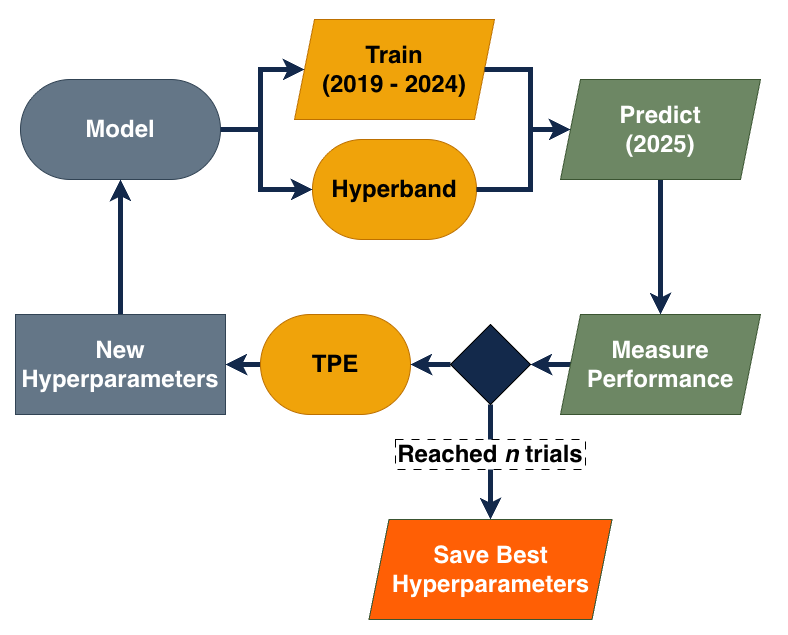 Train
(2019 - 2024)
Model
Predict
(2025)
Hyperband
New
Hyperparameters
TPE
Measure
Performance
Reached n trials
Save Best
Hyperparameters